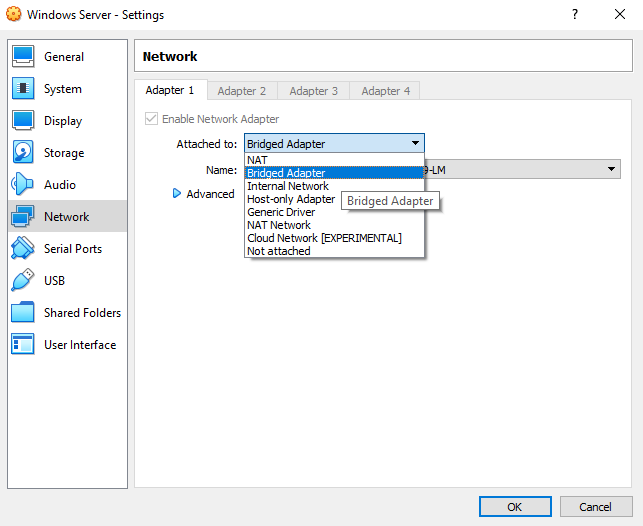 Windows Server - Settings
?
General
System
Display
Storage
Audio
Network
Serial Ports
USB
Shared Folders
User Interface
Network
Adapter 1 Adapter 2 Adapter 3 Adapter 4
Enable Network Adapter
Attached to: Bridged Adapter
NAT
Bridged Adapter
Internal Network
Host-only Adapter
Generic Driver
NAT Network
Cloud Network [EXPERIMENTAL]
Not attached
Name: -LM
Advanced
Bridged Adapter
OK Cancel